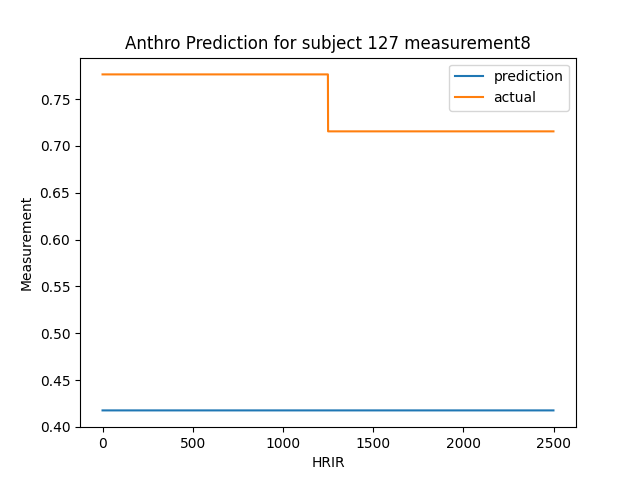 Anthro Prediction for subject 127 measurement8
prediction
actual
Measurement
0.75
0.70
0.65
0.60
0.55
0.50
0.45
0.40
0 500 1000 1500 2000 2500
HRIR